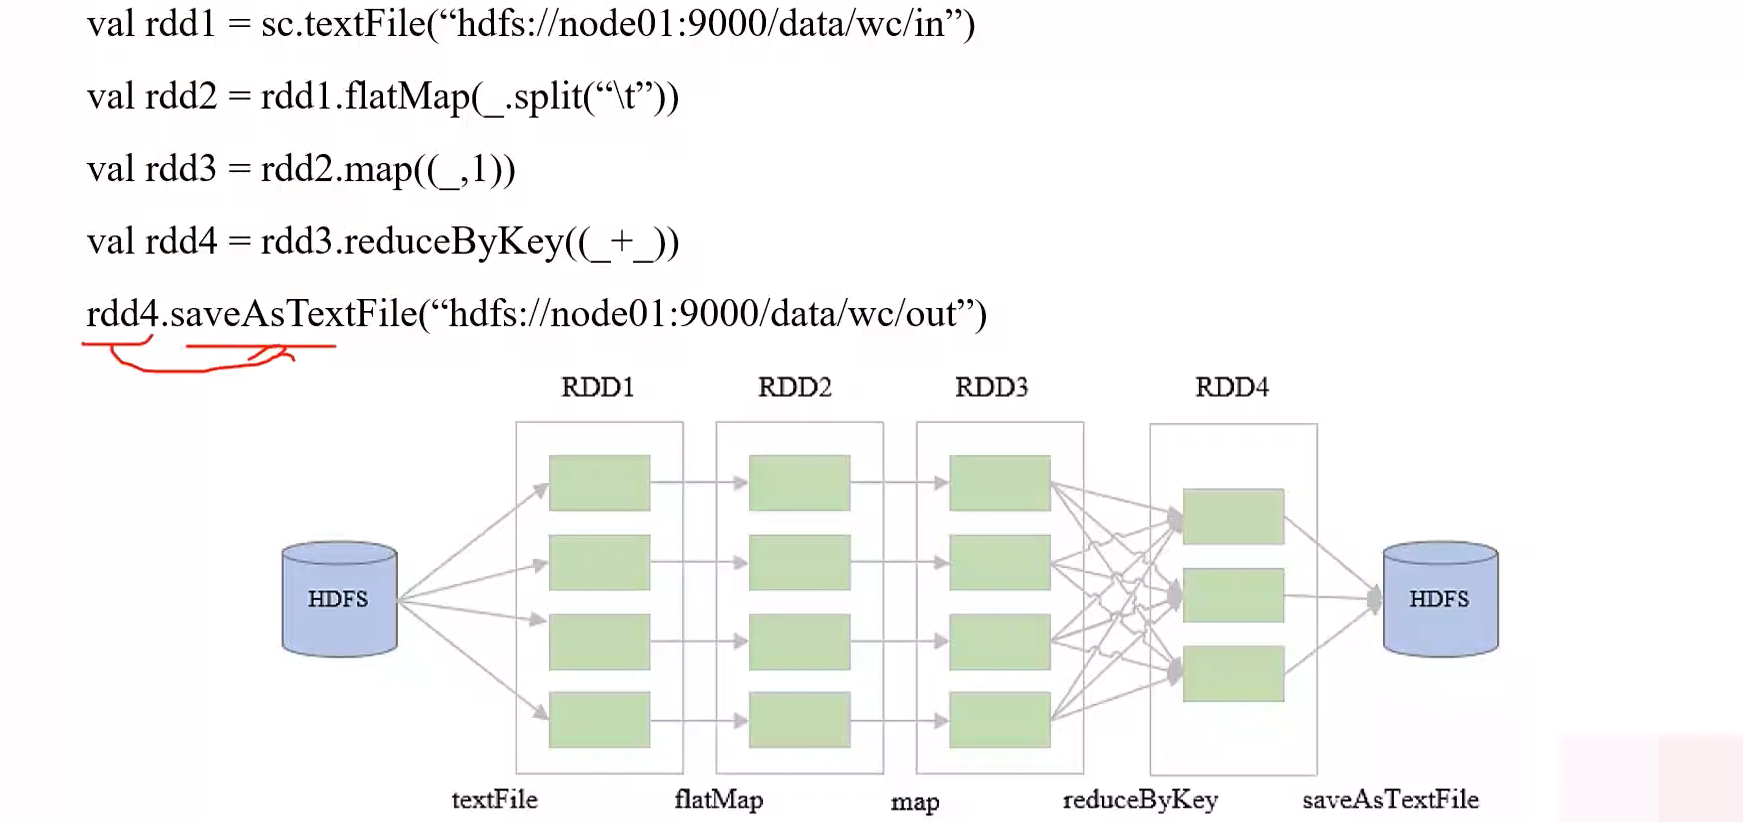 val rdd1 = sc.textFile(“hdfs://node01:9000/data/wc/in”)
val rdd2 = rdd1.flatMap(_.split(“\t”))
val rdd3 = rdd2.map((_,1))
val rdd4 = rdd3.reduceByKey((_+_))
rdd4.saveAsTextFile(“hdfs://node01:9000/data/wc/out”)
RDD1 RDD2 RDD3 RDD4
HDFS HDFS
textFile flatMap map reduceByKey saveAsTextFile